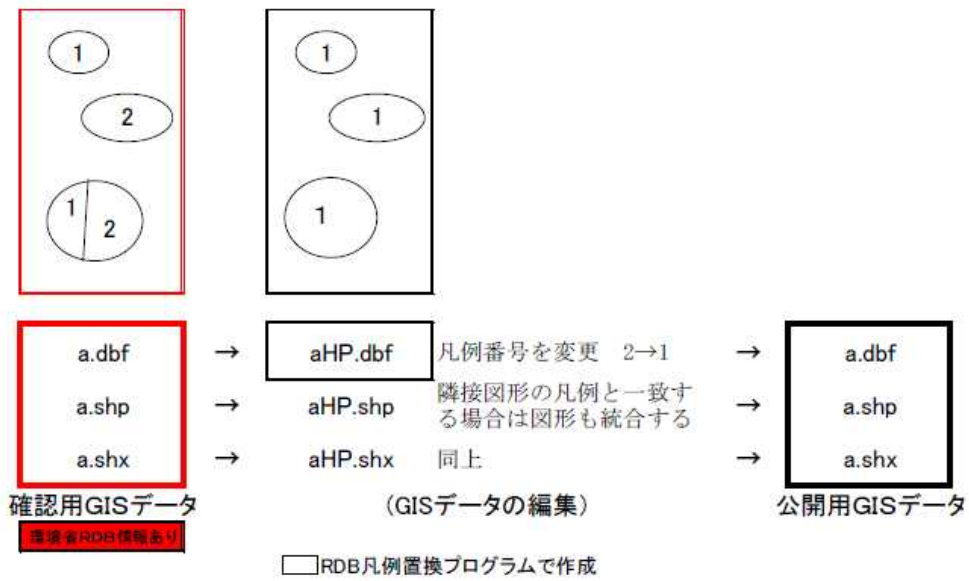 1
1
2
1
1
2
1
a.dbf → aHP.dbf 凡例番号を変更 2→1 → a.dbf
a.shp → aHP.shp 隣接図形の凡例と一致す
る場合は図形も統合する → a.shp
a.shx → aHP.shx 同上 → a.shx
確認用GISデータ (GISデータの編集) 公開用GISデータ
環境省RDB情報あり
RDB凡例置換プログラムで作成